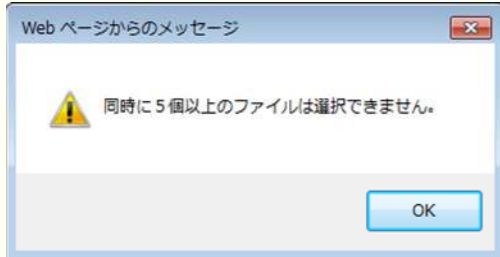 Web ページからのメッセージ
同時に５個以上のファイルは選択できません。
OK